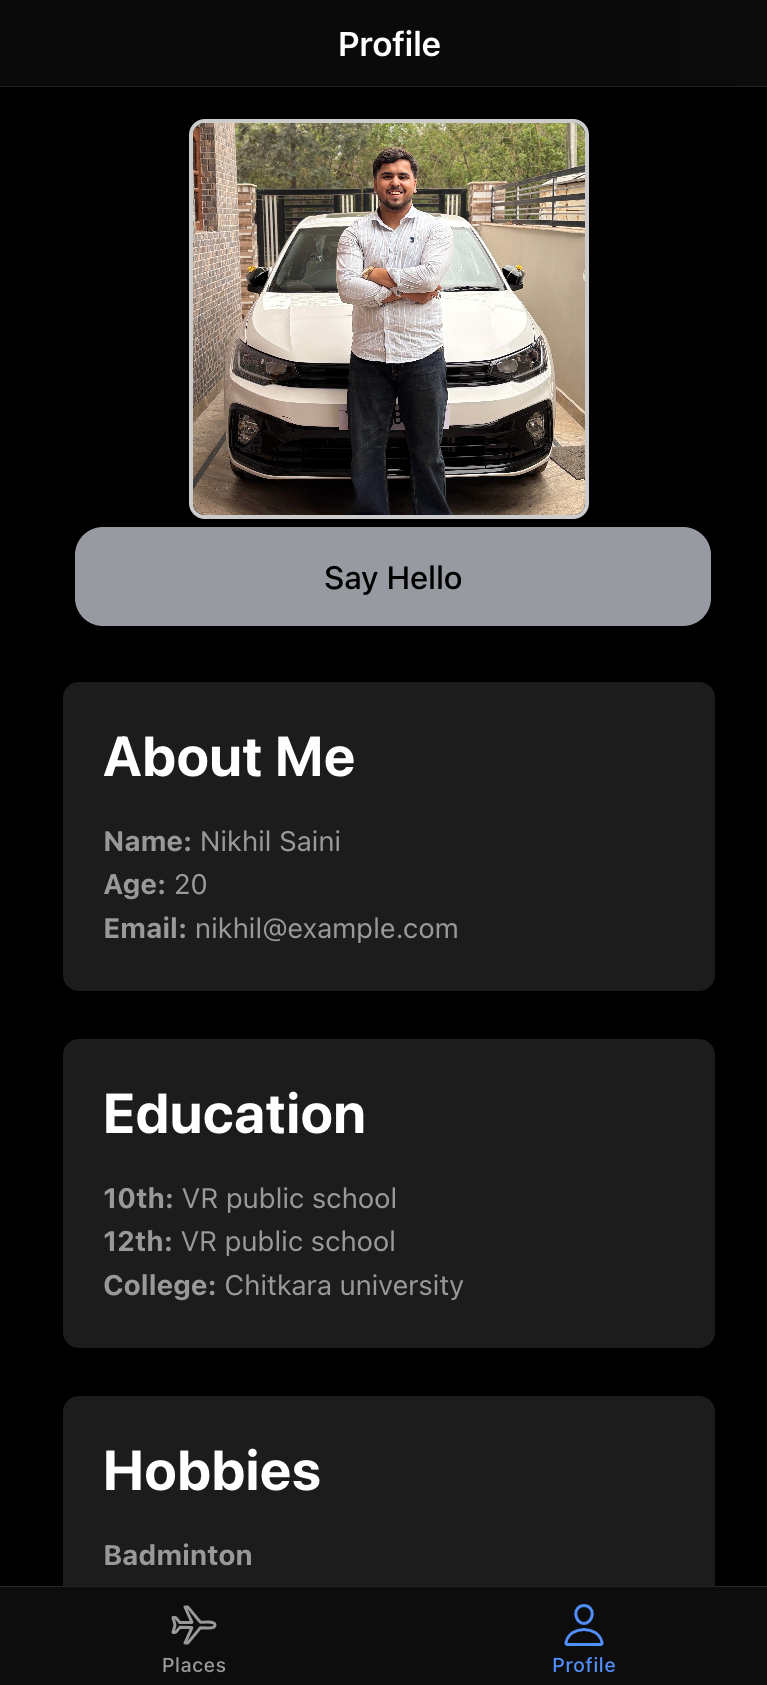 Profile
Say Hello
About Me
Name: Nikhil Saini
Age: 20
Email: nikhil@example.com
Education
10th: VR public school
12th: VR public school
College: Chitkara university
Hobbies
Badminton
Places
Profile